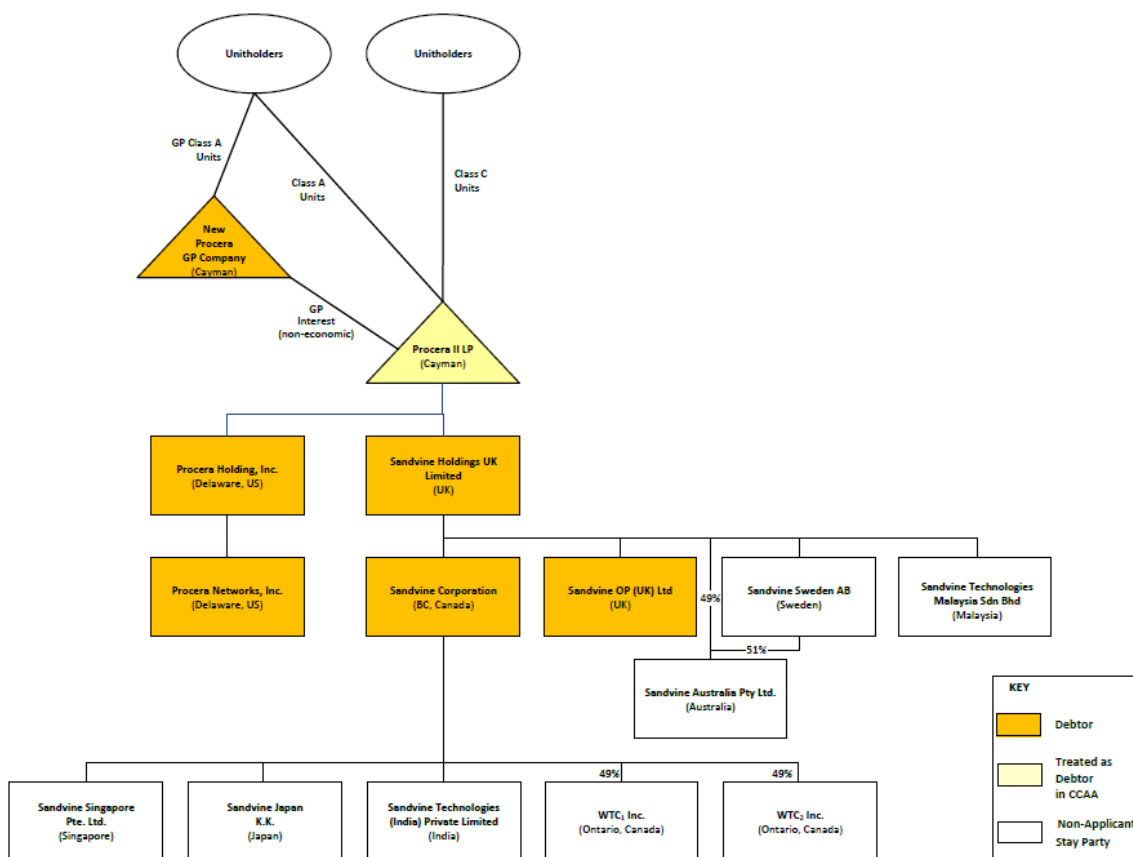 Unitholders
Unitholders
GP Class A
Units
Class A
Units
Class C
Units
New
Procera
GP Company
(Cayman)
GP
Interest
(non-economic)
Procera II LP
(Cayman)
Procera Holding, Inc.
(Delaware, US)
Sandvine Holdings UK
Limited
(UK)
Procera Networks, Inc.
(Delaware, US)
Sandvine Corporation
(BC, Canada)
Sandvine OP (UK) Ltd
(UK)
49%
Sandvine Sweden AB
(Sweden)
Sandvine Technologies
Malaysia Sdn Bhd
(Malaysia)
51%
Sandvine Australia Pty Ltd.
(Australia)
KEY
Debtor
Treated as
Debtor
in CCAA
Non-Applicant
Stay Party
49%
49%
Sandvine Singapore
Pte. Ltd.
(Singapore)
Sandvine Japan
K.K.
(Japan)
Sandvine Technologies
(India) Private Limited
(India)
WTC₁ Inc.
(Ontario, Canada)
WTC₂ Inc.
(Ontario, Canada)